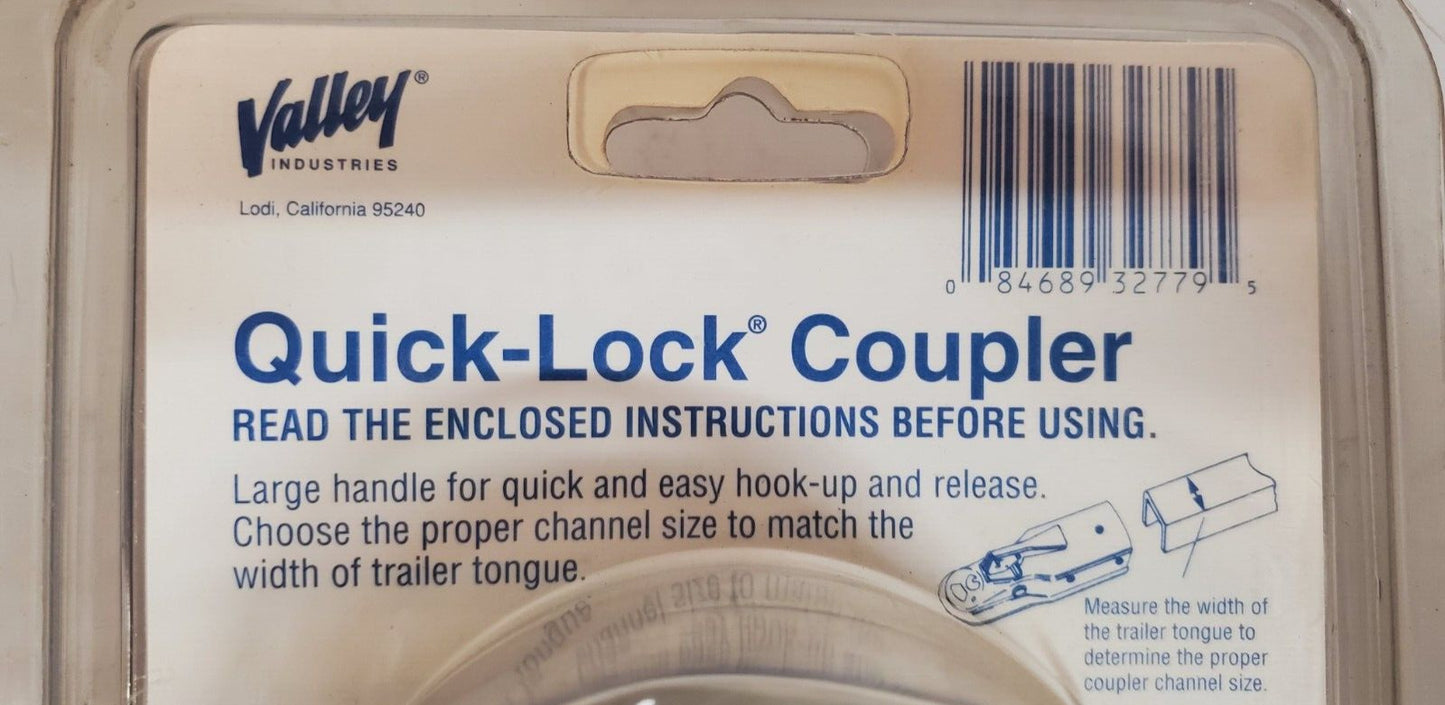 Valley®
INDUSTRIES
Lodi, California 95240
0 84689 32779 5
Quick-Lock® Coupler
READ THE ENCLOSED INSTRUCTIONS BEFORE USING.
Large handle for quick and easy hook-up and release.
Choose the proper channel size to match the
width of trailer tongue.
Measure the width of
the trailer tongue to
determine the proper
coupler channel size.